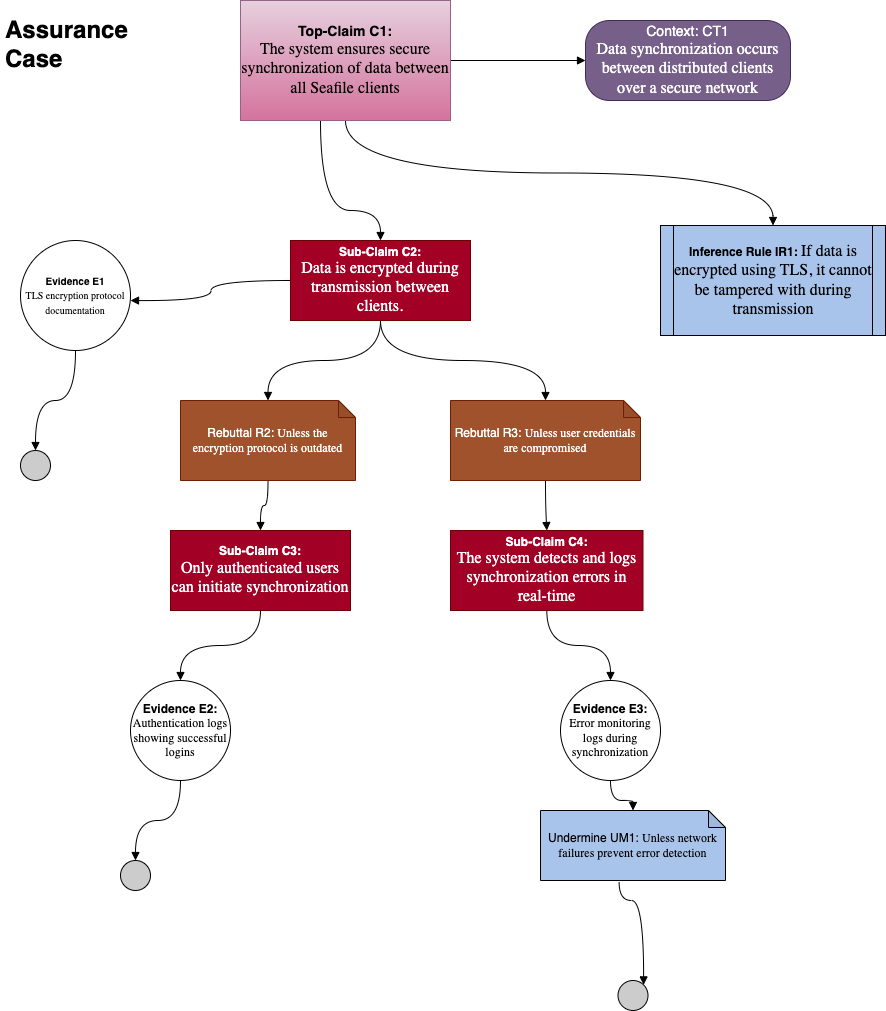 Assurance
Case
Top-Claim C1:
The system ensures secure
synchronization of data between
all Seafile clients
Context: CT1
Data synchronization occurs
between distributed clients
over a secure network
Sub-Claim C2:
Data is encrypted during
transmission between
clients.
Inference Rule IR1: If data is
encrypted using TLS, it cannot
be tampered with during
transmission
Evidence E1
TLS encryption protocol
documentation
Rebuttal R2: Unless the
encryption protocol is outdated
Rebuttal R3: Unless user credentials
are compromised
Sub-Claim C3:
Only authenticated users
can initiate synchronization
Sub-Claim C4:
The system detects and logs
synchronization errors in
real-time
Evidence E2:
Authentication logs
showing successful
logins
Evidence E3:
Error monitoring
logs during
synchronization
Undermine UM1: Unless network
failures prevent error detection